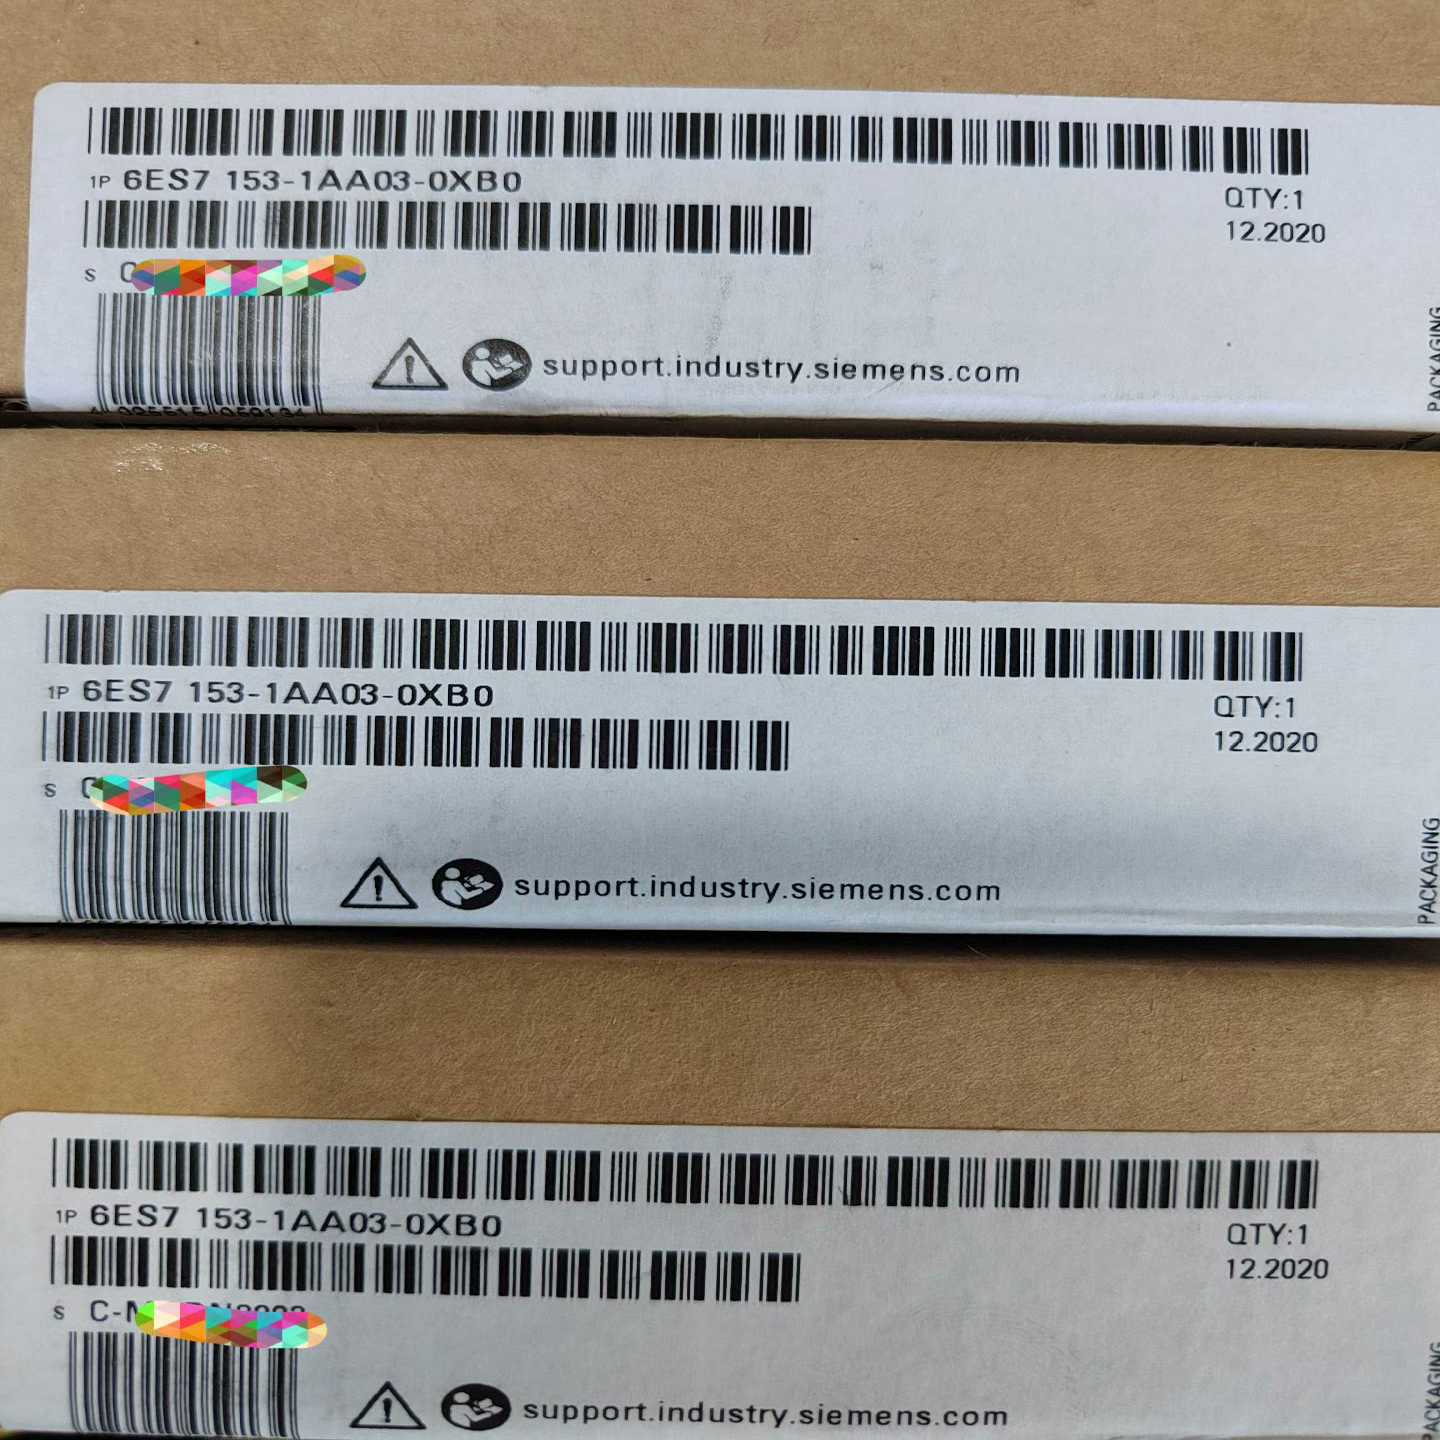 1P 6ES7 153-1AA03-0XB0
QTY:1
12.2020
S
support.industry.siemens.com
PACKAGING
1P 6ES7 153-1AA03-0XB0
QTY:1
12.2020
S
support.industry.siemens.com
PACKAGING
1P 6ES7 153-1AA03-0XB0
QTY:1
12.2020
S C-
support.industry.siemens.com
PACKAGING